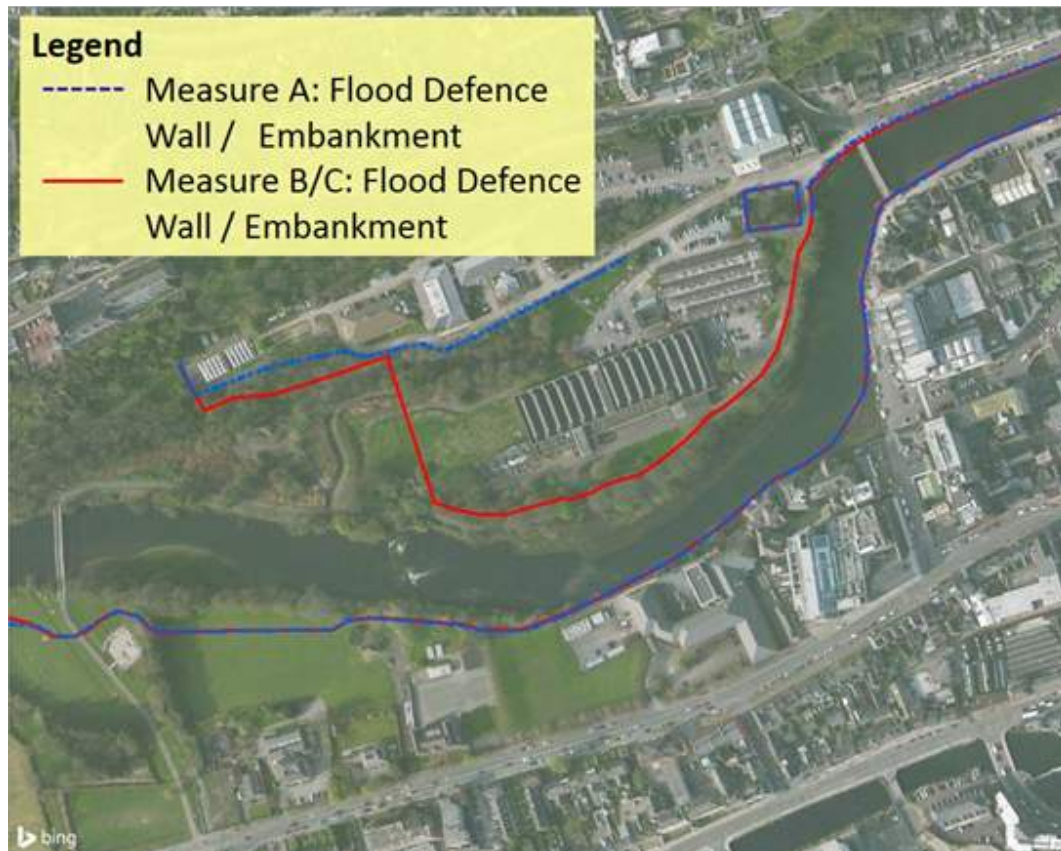 Legend
Measure A: Flood Defence
Wall / Embankment
Measure B/C: Flood Defence
Wall / Embankment
bing